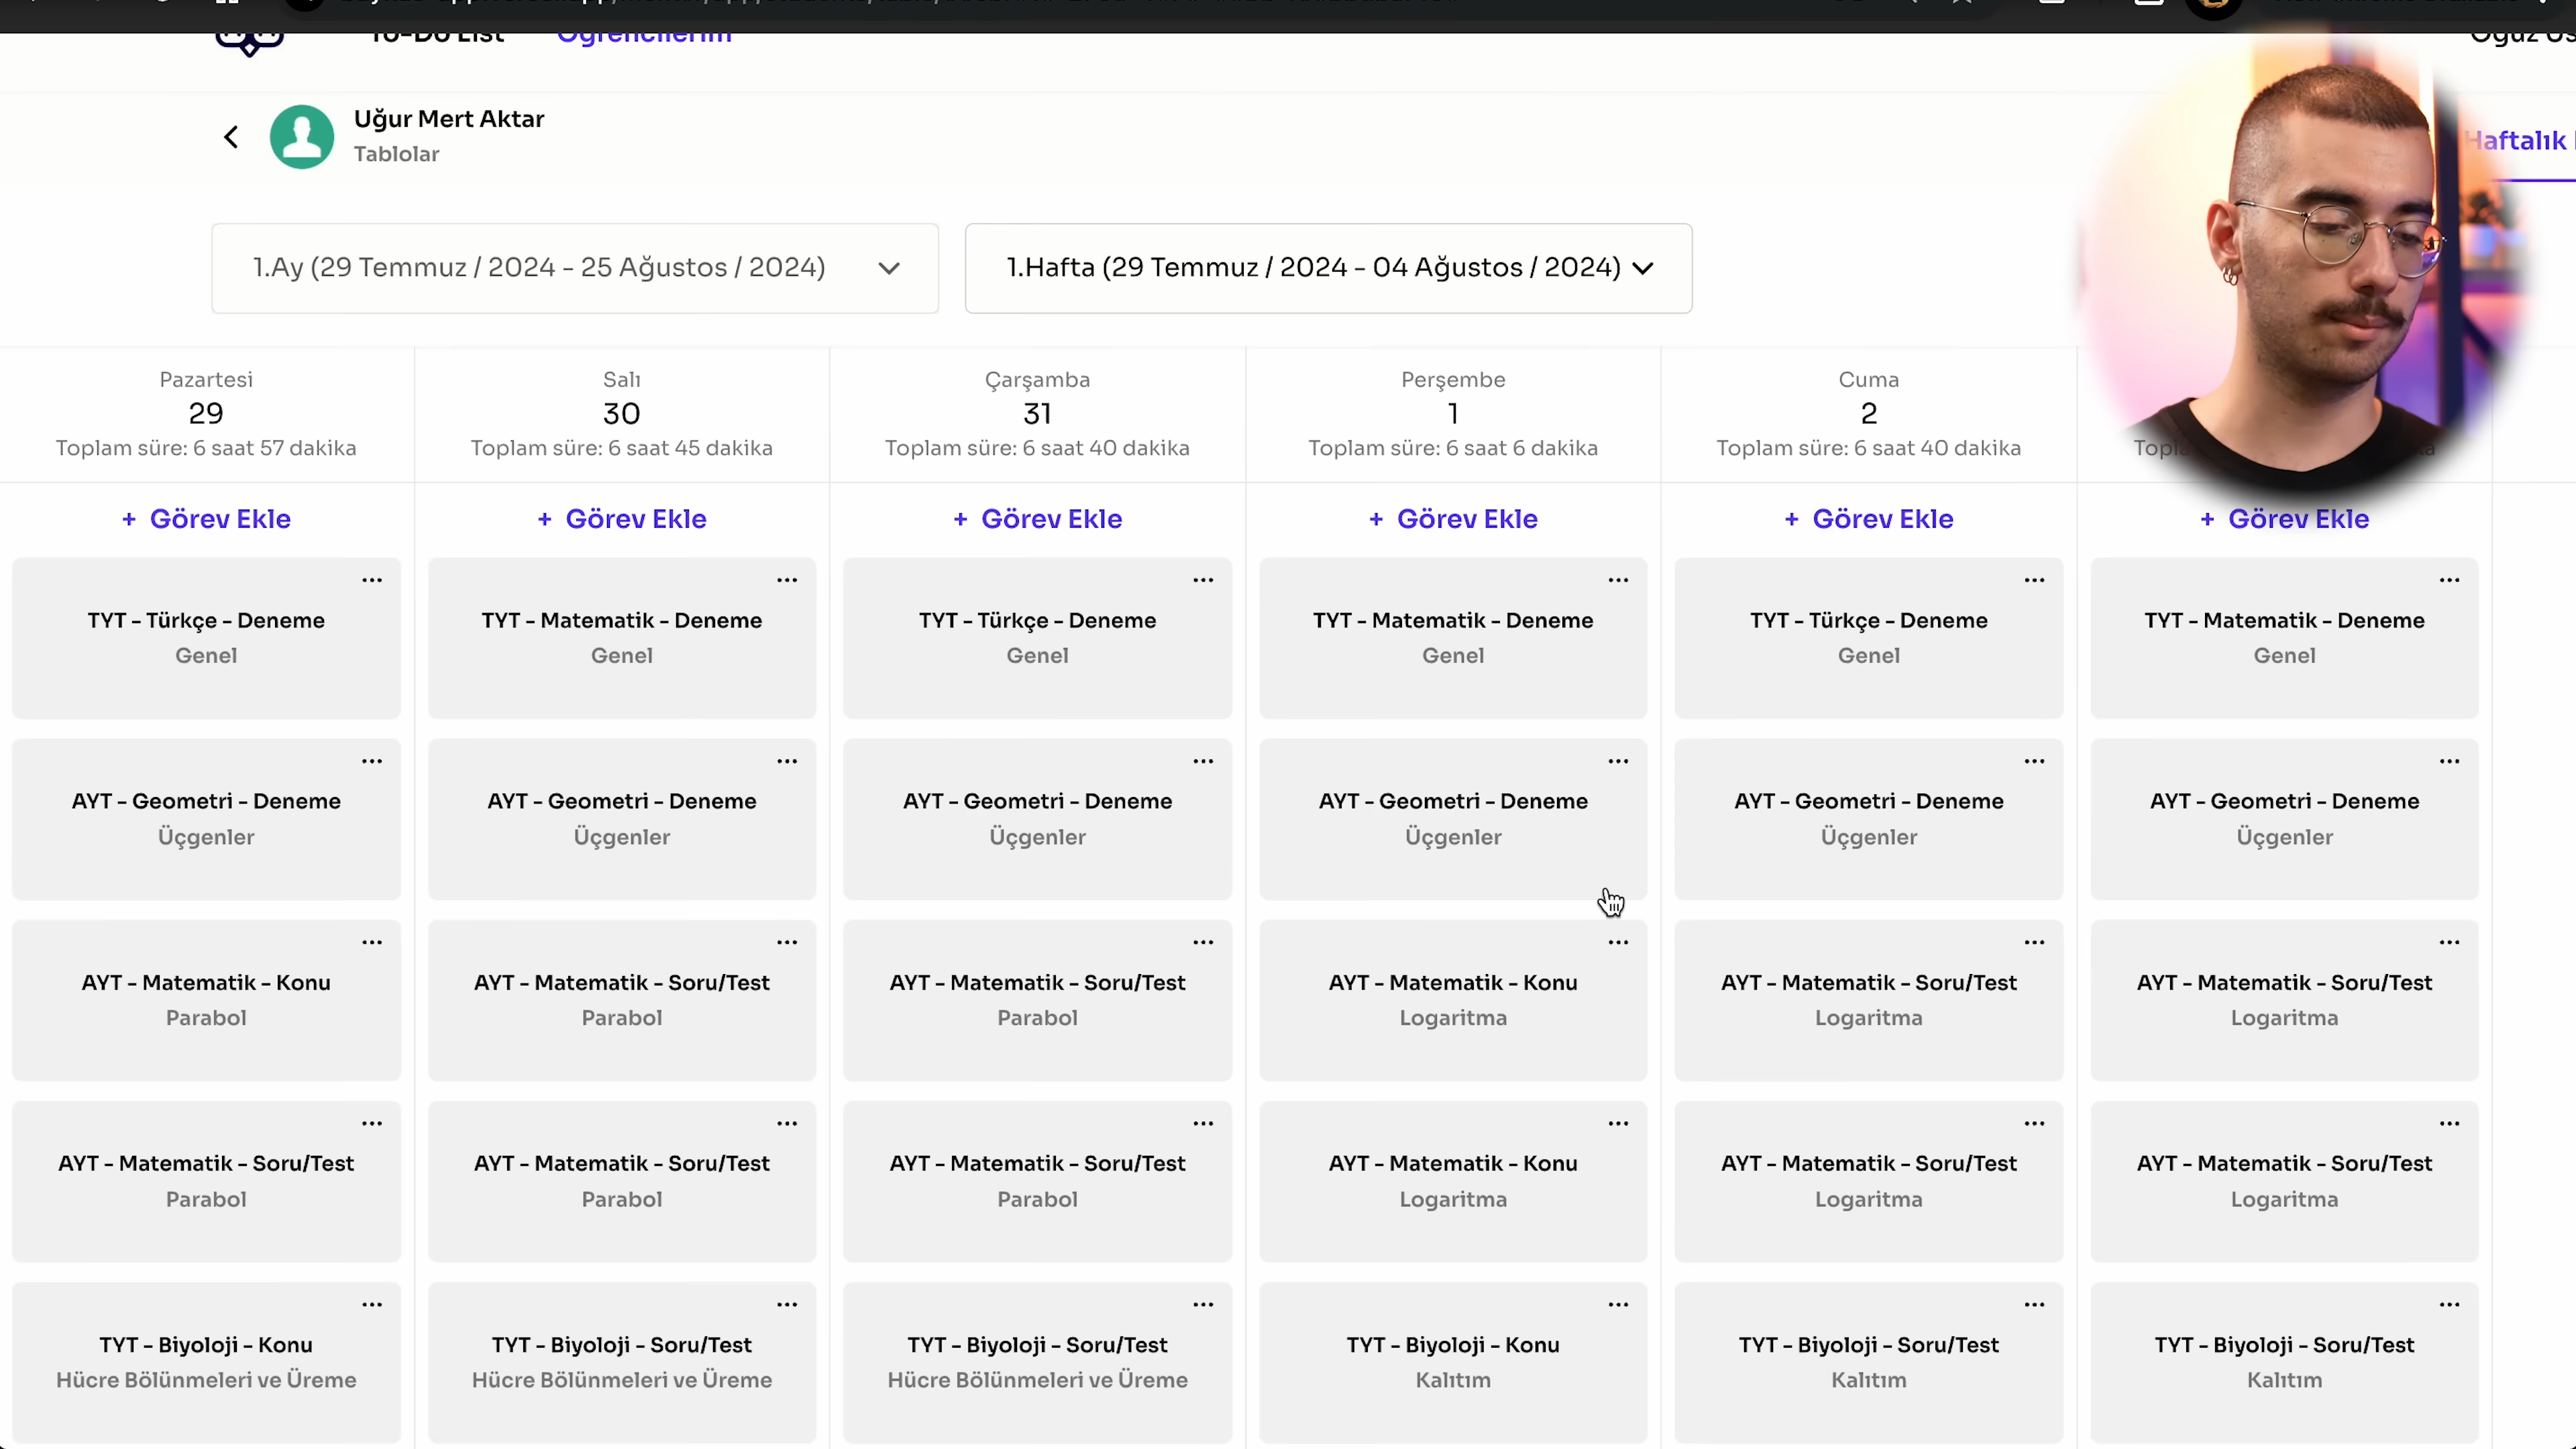 To-Do List
Öğrencilerim
Uğur Mert Aktar
Tablolar
Haftalık
1.Ay (29 Temmuz / 2024 - 25 Ağustos / 2024)
1.Hafta (29 Temmuz / 2024 - 04 Ağustos / 2024)
Pazartesi
29
Toplam süre: 6 saat 57 dakika
Salı
30
Toplam süre: 6 saat 45 dakika
Çarşamba
31
Toplam süre: 6 saat 40 dakika
Perşembe
1
Toplam süre: 6 saat 6 dakika
Cuma
2
Toplam süre: 6 saat 40 dakika
+ Görev Ekle
+ Görev Ekle
+ Görev Ekle
+ Görev Ekle
+ Görev Ekle
+ Görev Ekle
TYT - Türkçe - Deneme
Genel
TYT - Matematik - Deneme
Genel
TYT - Türkçe - Deneme
Genel
TYT - Matematik - Deneme
Genel
TYT - Türkçe - Deneme
Genel
TYT - Matematik - Deneme
Genel
AYT - Geometri - Deneme
Üçgenler
AYT - Geometri - Deneme
Üçgenler
AYT - Geometri - Deneme
Üçgenler
AYT - Geometri - Deneme
Üçgenler
AYT - Geometri - Deneme
Üçgenler
AYT - Geometri - Deneme
Üçgenler
AYT - Matematik - Konu
Parabol
AYT - Matematik - Soru/Test
Parabol
AYT - Matematik - Soru/Test
Parabol
AYT - Matematik - Konu
Logaritma
AYT - Matematik - Soru/Test
Logaritma
AYT - Matematik - Soru/Test
Logaritma
AYT - Matematik - Soru/Test
Parabol
AYT - Matematik - Soru/Test
Parabol
AYT - Matematik - Soru/Test
Parabol
AYT - Matematik - Konu
Logaritma
AYT - Matematik - Soru/Test
Logaritma
AYT - Matematik - Soru/Test
Logaritma
TYT - Biyoloji - Konu
Hücre Bölünmeleri ve Üreme
TYT - Biyoloji - Soru/Test
Hücre Bölünmeleri ve Üreme
TYT - Biyoloji - Soru/Test
Hücre Bölünmeleri ve Üreme
TYT - Biyoloji - Konu
Kalıtım
TYT - Biyoloji - Soru/Test
Kalıtım
TYT - Biyoloji - Soru/Test
Kalıtım